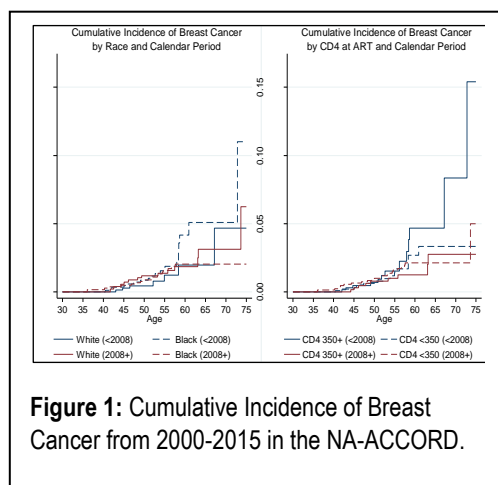 Cumulative Incidence of Breast Cancer
by Race and Calendar Period
0.00 0.05 0.10 0.15
30 35 40 45 50 55 60 65 70 75
Age
White (<2008) Black (<2008)
White (2008+) Black (2008+)
Cumulative Incidence of Breast Cancer
by CD4 at ART and Calendar Period
30 35 40 45 50 55 60 65 70 75
Age
CD4 350+ (<2008) CD4 <350 (<2008)
CD4 350+ (2008+) CD4 <350 (2008+)
Figure 1: Cumulative Incidence of Breast
Cancer from 2000-2015 in the NA-ACCORD.